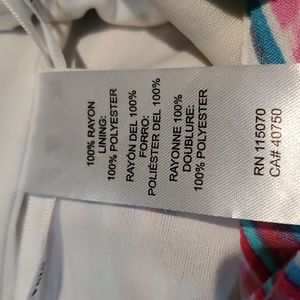 100% RAYON
LINING:
100% POLYESTER
RAYÓN DEL 100%
FORRO:
POLIÉSTER DEL 100%
RAYONNE 100%
DOUBLURE:
100% POLYESTER
RN 115070
CA# 40750